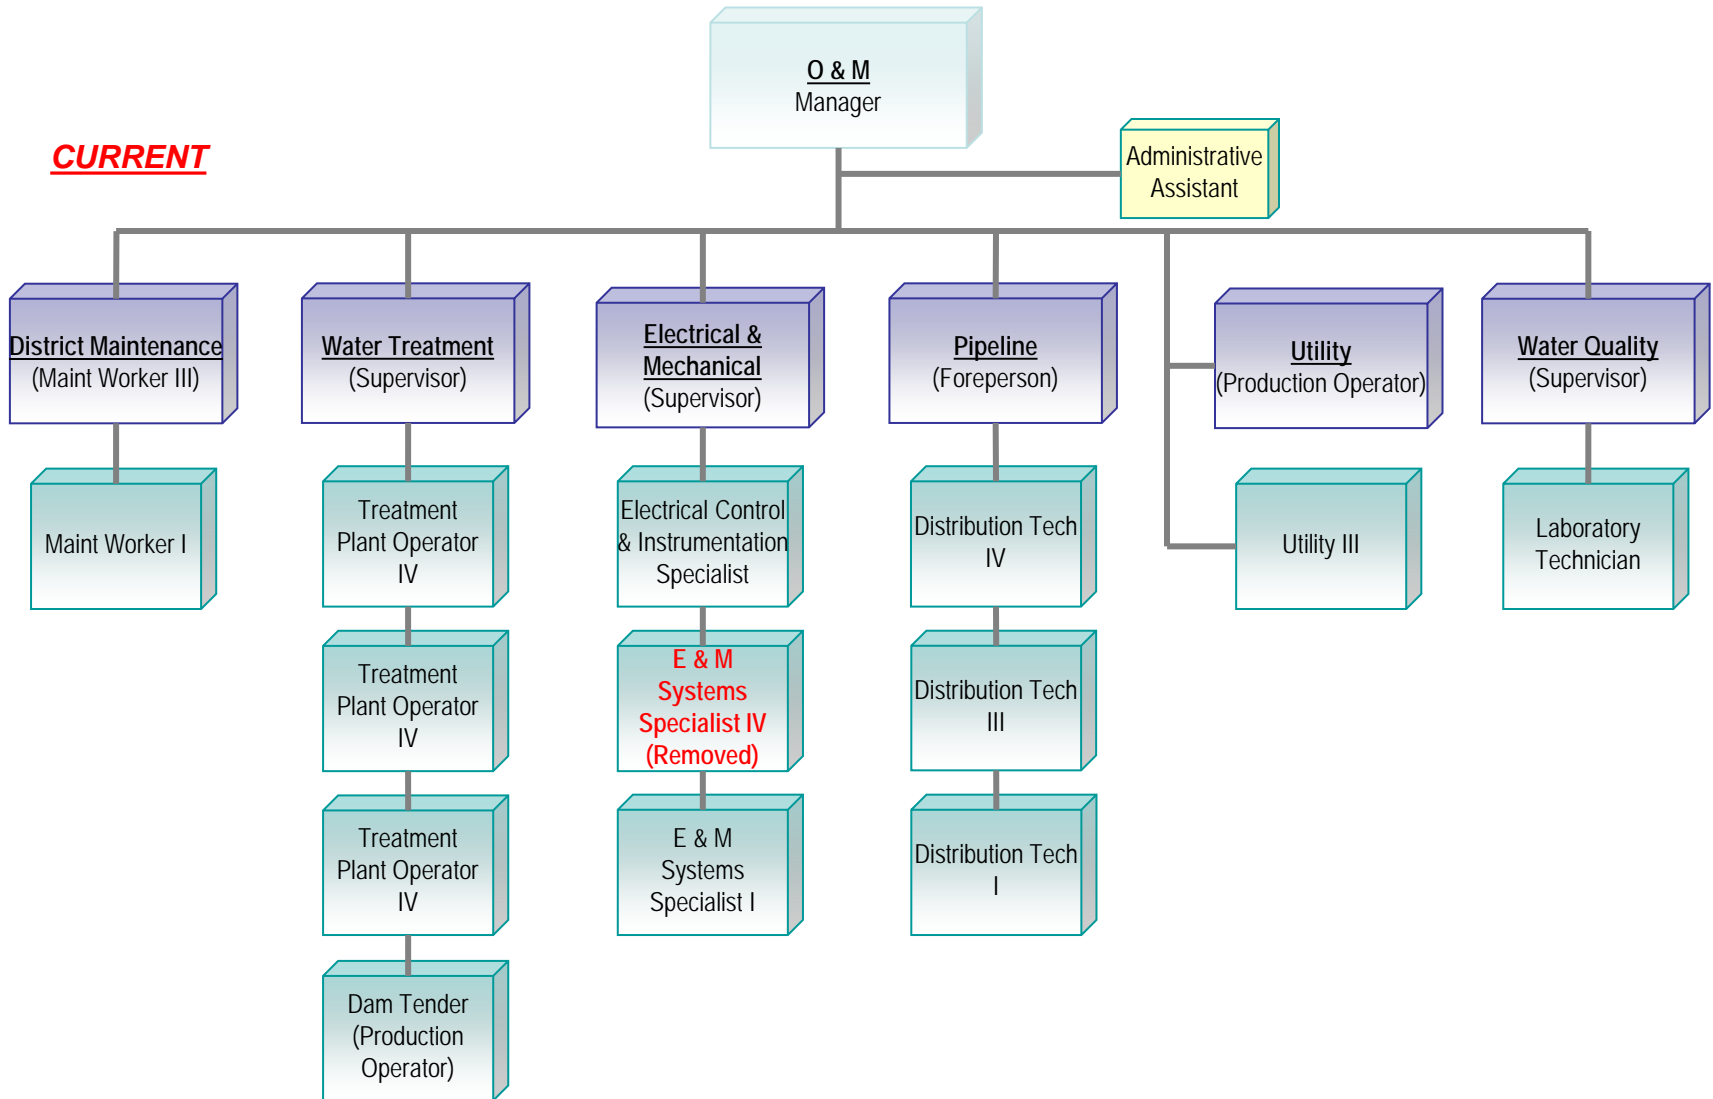 O & M
Manager
CURRENT
Administrative
Assistant
District Maintenance
(Maint Worker III)
Water Treatment
(Supervisor)
Electrical &
Mechanical
(Supervisor)
Pipeline
(Foreperson)
Utility
(Production Operator)
Water Quality
(Supervisor)
Maint Worker I
Treatment
Plant Operator
IV
Electrical Control
& Instrumentation
Specialist
Distribution Tech
IV
Utility III
Laboratory
Technician
Treatment
Plant Operator
IV
E & M
Systems
Specialist IV
(Removed)
Distribution Tech
III
Treatment
Plant Operator
IV
E & M
Systems
Specialist I
Distribution Tech
I
Dam Tender
(Production
Operator)